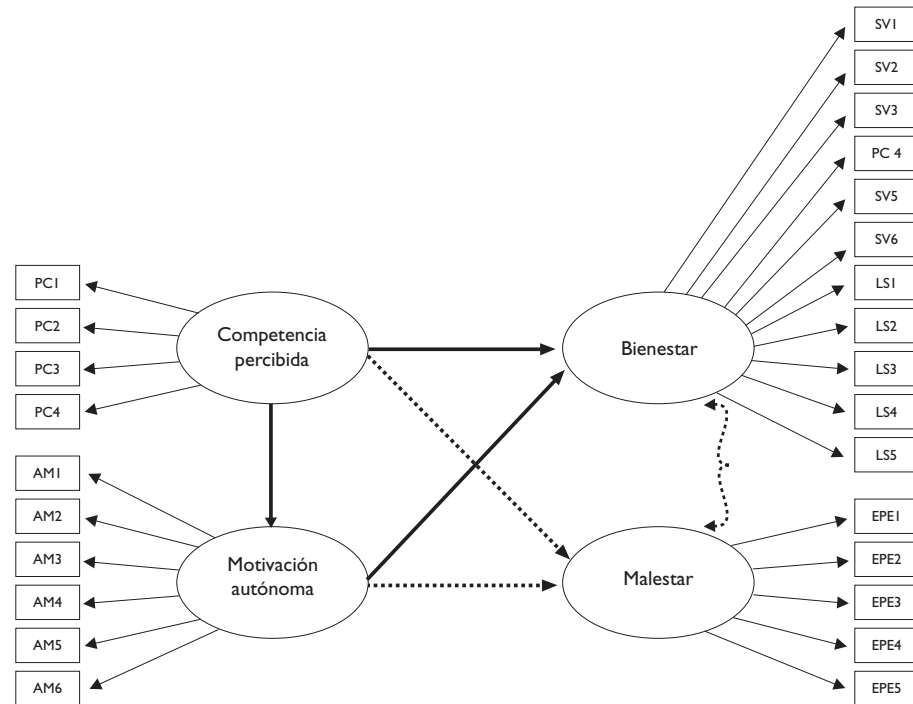 SV1
SV2
SV3
PC 4
SV5
SV6
LS1
LS2
LS3
LS4
LS5
PC1
PC2
PC3
PC4
Competencia
percibida
Bienestar
AM1
AM2
AM3
AM4
AM5
AM6
Motivación
autónoma
Malestar
EPE1
EPE2
EPE3
EPE4
EPE5